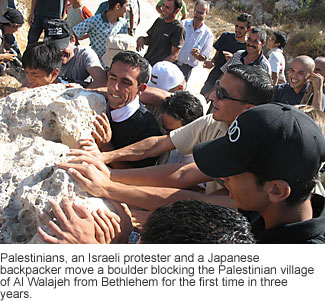 Palestinians, an Israeli protester and a Japanese
backpacker move a boulder blocking the Palestinian village
of Al Walajeh from Bethlehem for the first time in three
years.